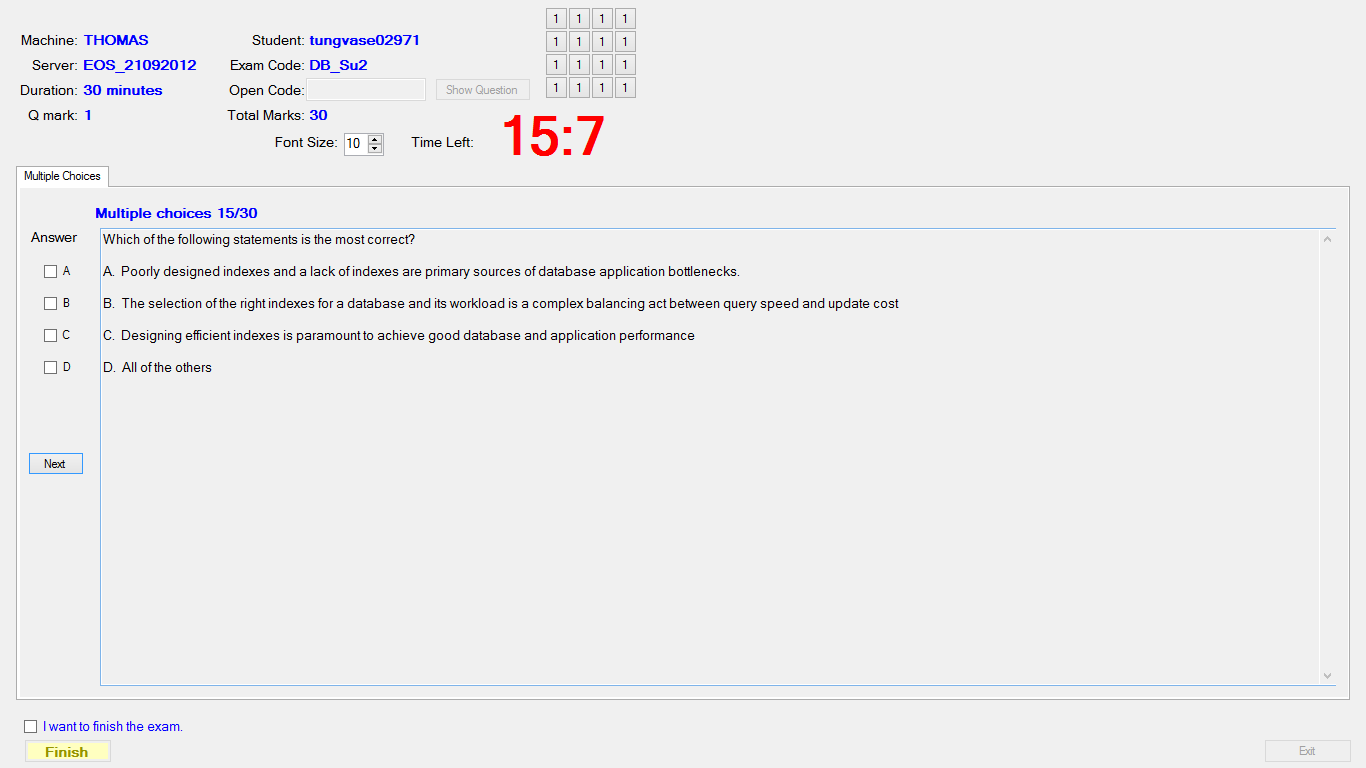 Machine: THOMAS Student: tungvase02971
Server: EOS_21092012 Exam Code: DB_Su2
Duration: 30 minutes Open Code: Show Question
Q mark: 1 Total Marks: 30
Font Size: 10 Time Left: 15:7
1 1 1 1
1 1 1 1
1 1 1 1
1 1 1 1
Multiple Choices
Multiple choices 15/30
Answer
Which of the following statements is the most correct?
A A. Poorly designed indexes and a lack of indexes are primary sources of database application bottlenecks.
B B. The selection of the right indexes for a database and its workload is a complex balancing act between query speed and update cost
C C. Designing efficient indexes is paramount to achieve good database and application performance
D D. All of the others
Next
I want to finish the exam.
Finish Exit